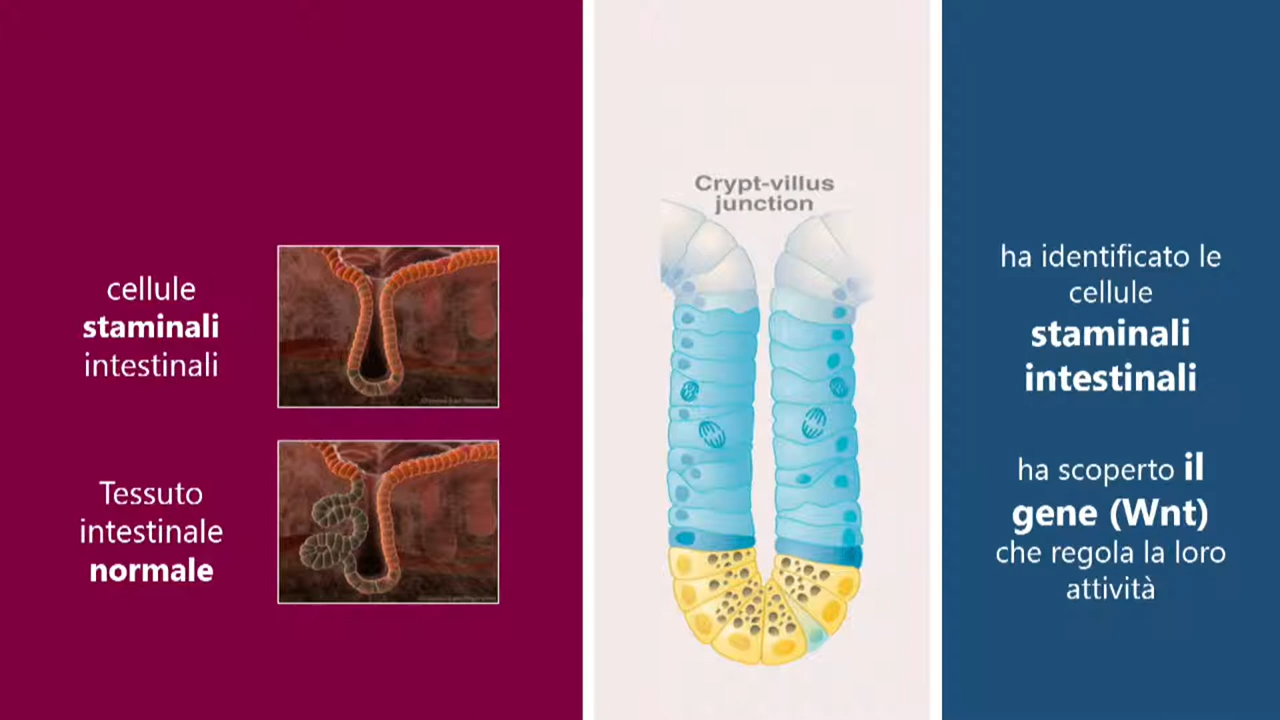 cellule
staminali
intestinali
Tessuto
intestinale
normale
Crypt-villus
junction
ha identificato le
cellule
staminali
intestinali
ha scoperto il
gene (Wnt)
che regola la loro
attività